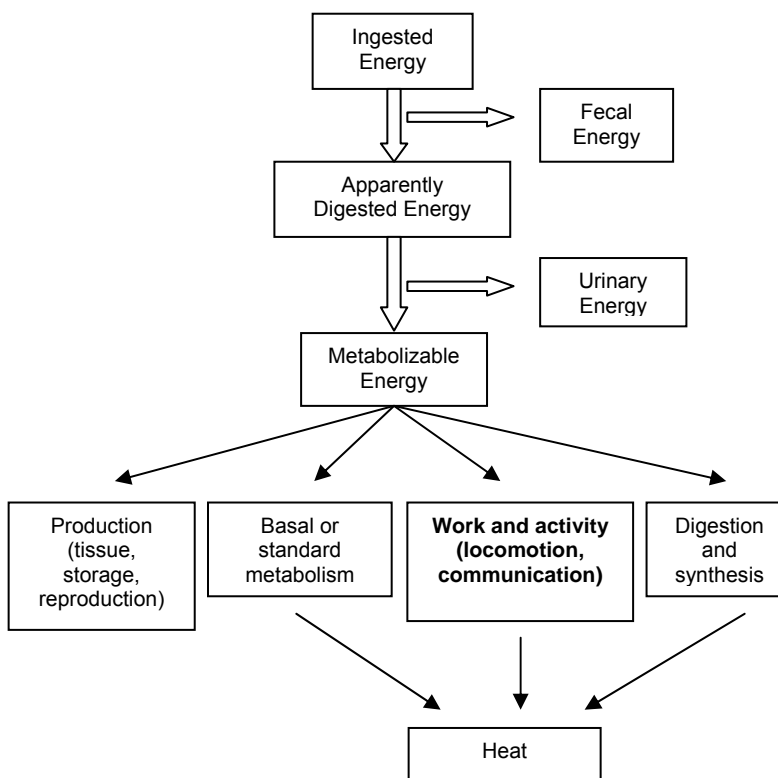 Ingested
Energy
Fecal
Energy
Apparently
Digested Energy
Urinary
Energy
Metabolizable
Energy
Production
(tissue,
storage,
reproduction)
Basal or
standard
metabolism
Work and activity
(locomotion,
communication)
Digestion
and
synthesis
Heat